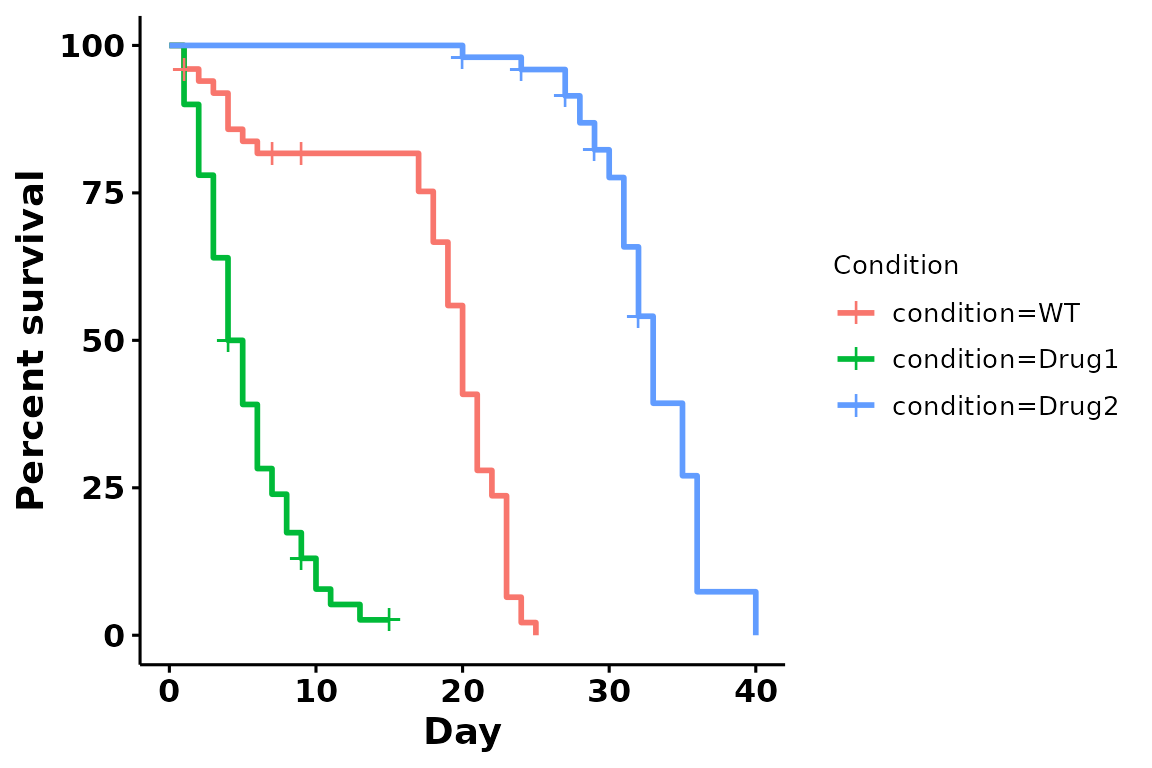 Percent survival
100
75
50
25
0
0 10 20 30 40
Day
Condition
condition=WT
condition=Drug1
condition=Drug2